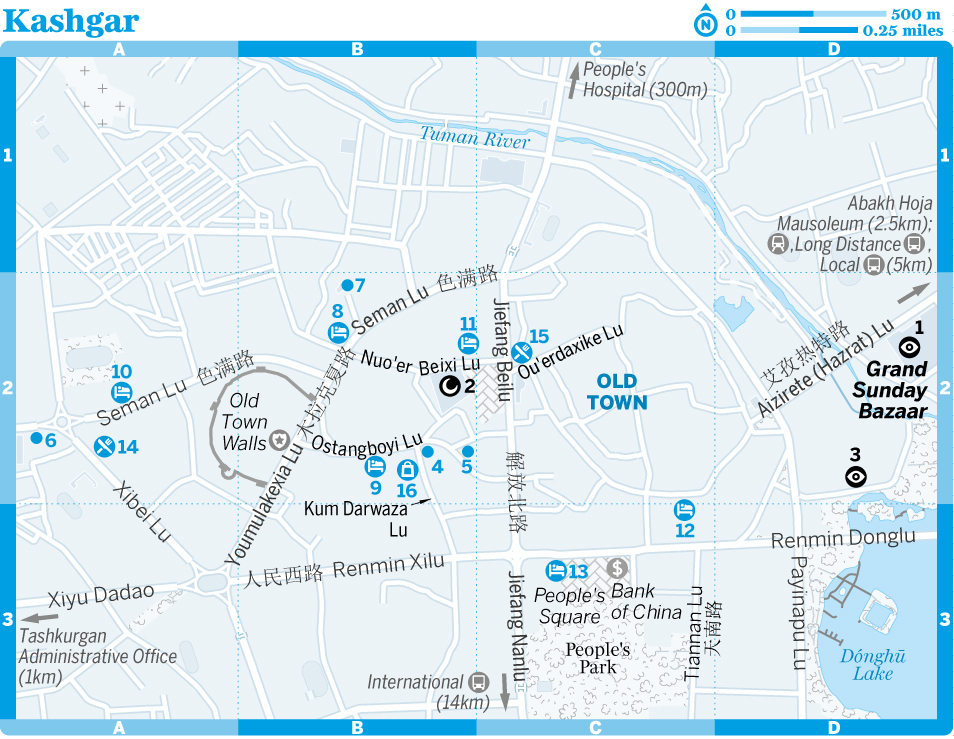 Kashgar
N
0 500 m
0 0.25 miles
A B C D
People's
Hospital (300m)
Tuman River
1 1
Abakh Hoja
Mausoleum (2.5km);
,Long Distance ,
Local (5km)
7
Seman Lu 色满路
8
11
Jiefang Beilu
15
Ou'erdaxike Lu
艾孜热特路
Aizirete (Hazrat) Lu
1
Grand
Sunday
Bazaar
Nuo'er Beixi Lu
10
Seman Lu 色满路
木拉克夏路
2
2 2
OLD
TOWN
Old
Town
Walls
6
14
Ostangboyi Lu
4
5
3
9
16
解放北路
Xibei Lu
Youmulakexia Lu
Kum Darwaza
Lu
12
Renmin Donglu
人民西路 Renmin Xilu
13
$
People's
Square
Bank
of China
Xiyu Dadao
Jiefang Nanlu
Tiannan Lu
天南路
Payinapu Lu
3 3
Tashkurgan
Administrative Office
(1km)
People's
Park
Dónghū
Lake
International
(14km)
A B C D